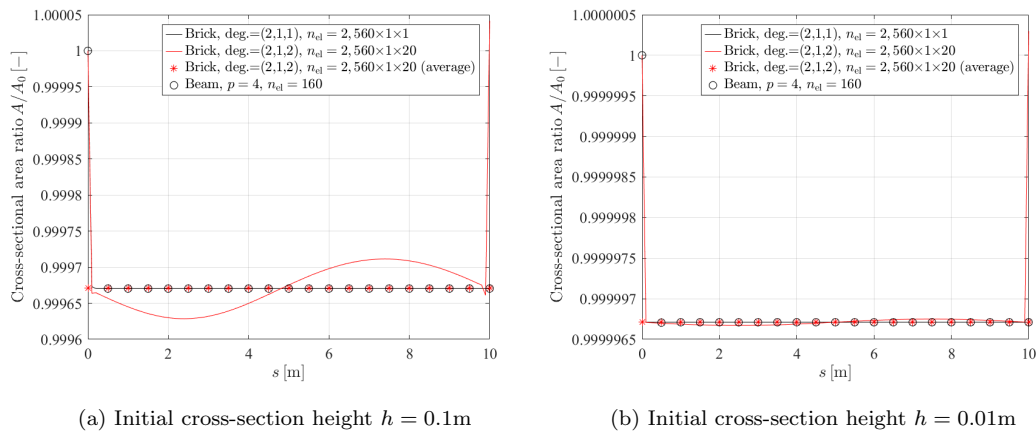 1.00005
1
0.99995
0.9999
0.99985
0.9998
0.99975
0.9997
0.99965
0.9996
Cross-sectional area ratio A/A₀ [–]
Brick, deg.=(2,1,1), nₑₗ = 2,560×1×1
Brick, deg.=(2,1,2), nₑₗ = 2,560×1×20
Brick, deg.=(2,1,2), nₑₗ = 2,560×1×20 (average)
Beam, p = 4, nₑₗ = 160
0 2 4 6 8 10
s [m]
(a) Initial cross-section height h = 0.1m
1.0000005
1
0.9999995
0.999999
0.9999985
0.999998
0.9999975
0.999997
0.9999965
Cross-sectional area ratio A/A₀ [–]
Brick, deg.=(2,1,1), nₑₗ = 2,560×1×1
Brick, deg.=(2,1,2), nₑₗ = 2,560×1×20
Brick, deg.=(2,1,2), nₑₗ = 2,560×1×20 (average)
Beam, p = 4, nₑₗ = 160
0 2 4 6 8 10
s [m]
(b) Initial cross-section height h = 0.01m